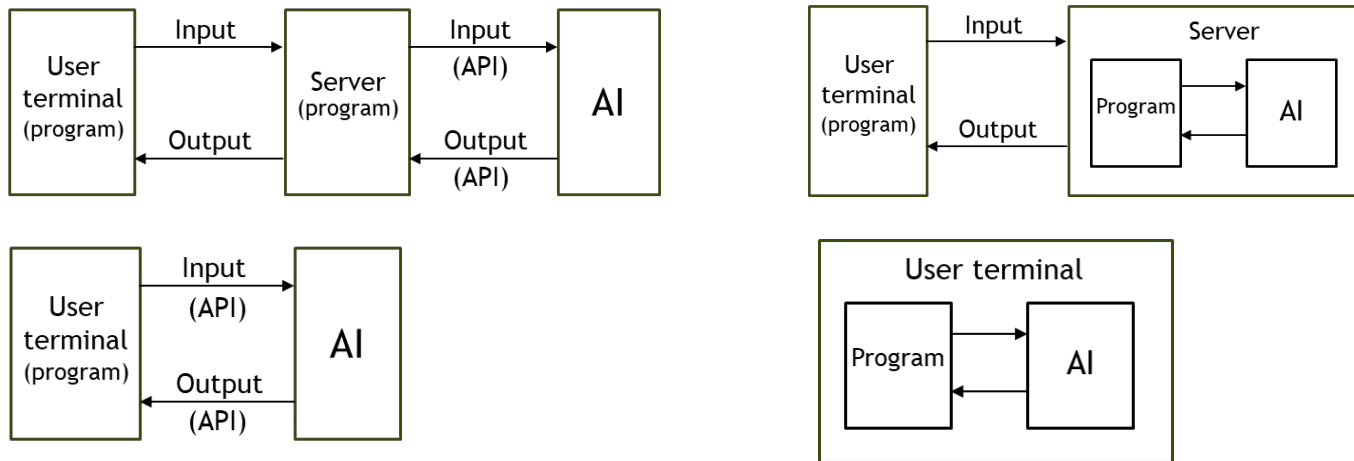 User
terminal
(program)
Input
Output
Server
(program)
Input
(API)
Output
(API)
AI
User
terminal
(program)
Input
Output
Server
Program
AI
User
terminal
(program)
Input
(API)
Output
(API)
AI
User terminal
Program
AI